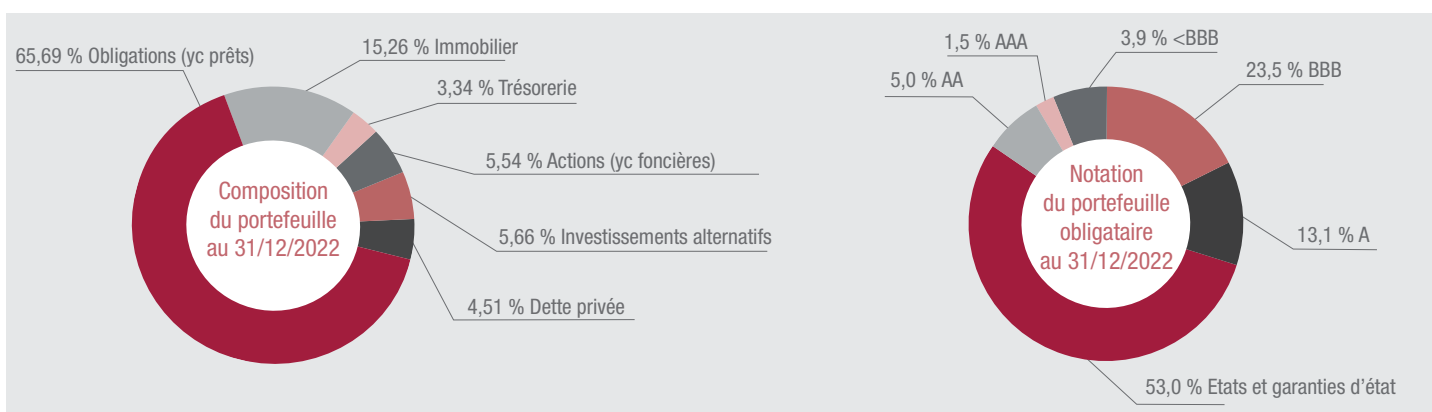 65,69 % Obligations (yc prêts)
15,26 % Immobilier
3,34 % Trésorerie
5,54 % Actions (yc foncières)
5,66 % Investissements alternatifs
4,51 % Dette privée
Composition
du portefeuille
au 31/12/2022
1,5 % AAA
3,9 % <BBB
5,0 % AA
23,5 % BBB
13,1 % A
53,0 % Etats et garanties d’état
Notation
du portefeuille
obligataire
au 31/12/2022